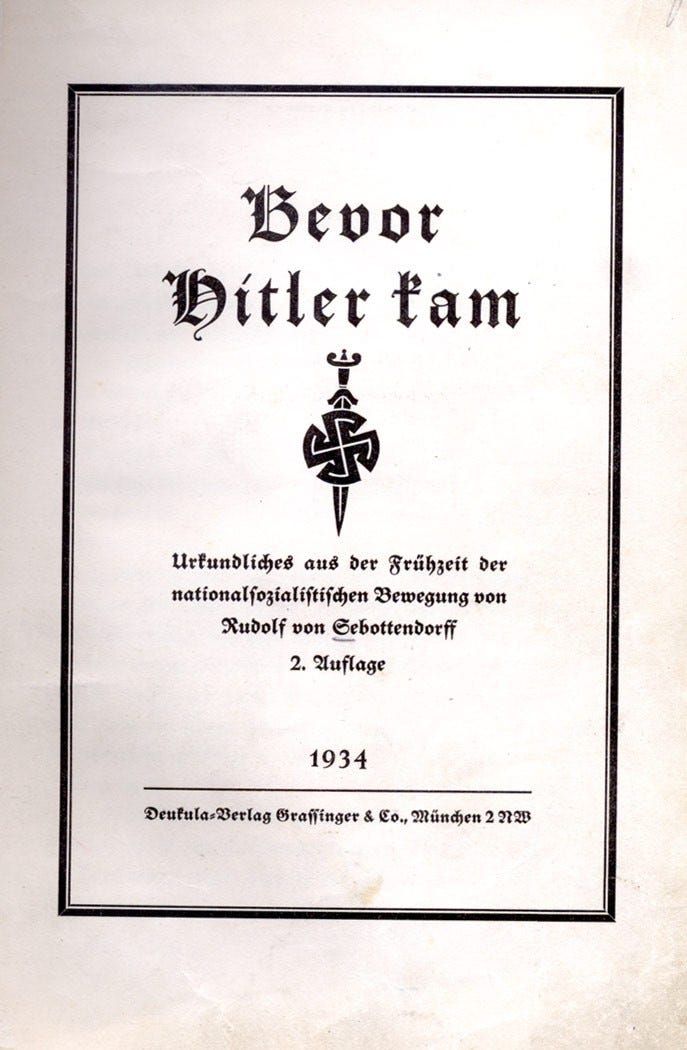 Bevor
Hitler kam
Urkundliches aus der Frühzeit der
nationalsozialistischen Bewegung von
Rudolf von Sebottendorff
2. Auflage
1934
Deukula-Verlag Grassinger & Co., München 2 NW